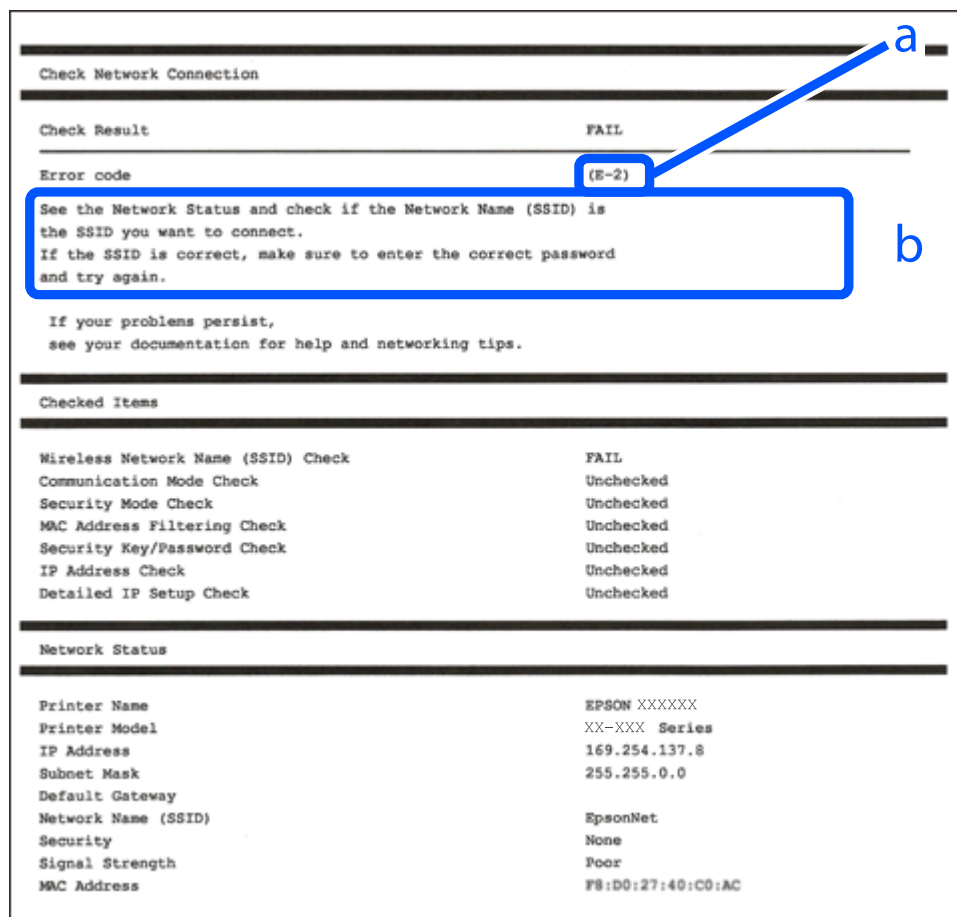 a
Check Network Connection
Check Result FAIL
Error code (E-2)
See the Network Status and check if the Network Name (SSID) is
the SSID you want to connect.
If the SSID is correct, make sure to enter the correct password
and try again.
b
If your problems persist,
see your documentation for help and networking tips.
Checked Items
Wireless Network Name (SSID) Check FAIL
Communication Mode Check Unchecked
Security Mode Check Unchecked
MAC Address Filtering Check Unchecked
Security Key/Password Check Unchecked
IP Address Check Unchecked
Detailed IP Setup Check Unchecked
Network Status
Printer Name EPSON XXXXXX
Printer Model XX-XXX Series
IP Address 169.254.137.8
Subnet Mask 255.255.0.0
Default Gateway
Network Name (SSID) EpsonNet
Security None
Signal Strength Poor
MAC Address F8:D0:27:40:C0:AC